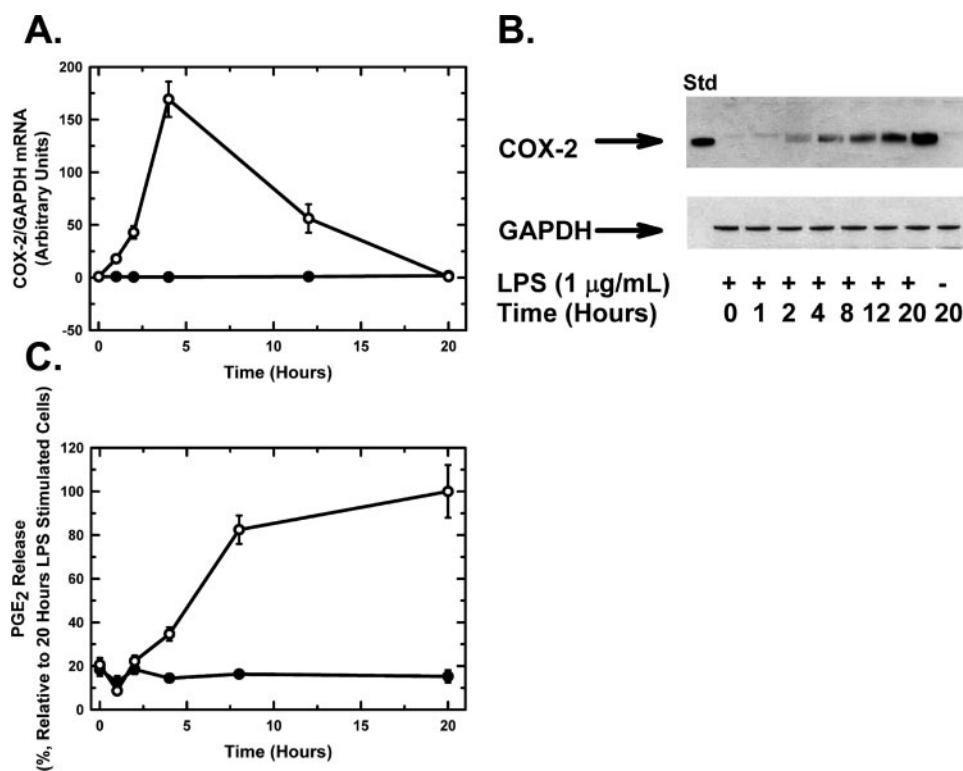 A.
COX-2/GAPDH mRNA
(Arbitrary Units)
200
150
100
50
0
-50
0 5 10 15 20
Time (Hours)
B.
Std
COX-2
GAPDH
LPS (1 µg/mL) + + + + + + + -
Time (Hours) 0 1 2 4 8 12 20 20
C.
PGE2 Release
(%, Relative to 20 Hours LPS Stimulated Cells)
120
100
80
60
40
20
0
0 5 10 15 20
Time (Hours)